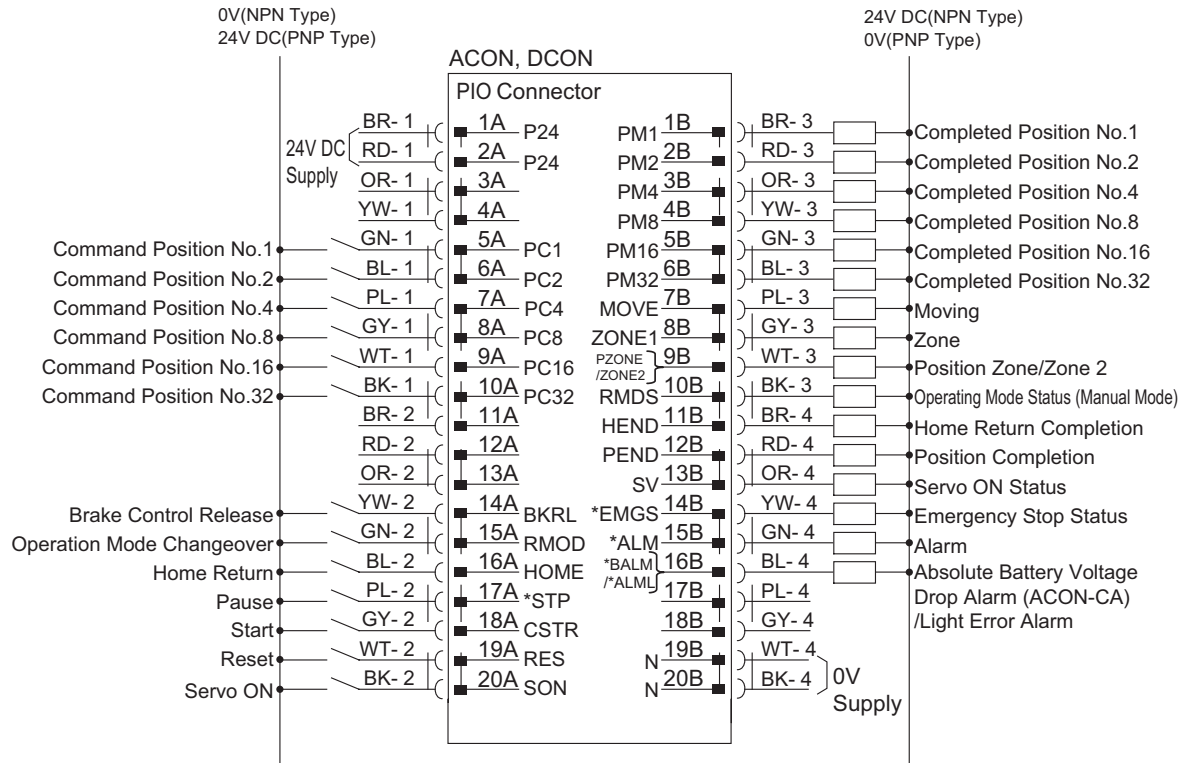 0V(NPN Type)
24V DC(PNP Type)
24V DC(NPN Type)
0V(PNP Type)
ACON, DCON
PIO Connector
24V DC
Supply
BR- 1 1A P24 PM1 1B BR- 3 Completed Position No.1
RD- 1 2A P24 PM2 2B RD- 3 Completed Position No.2
OR- 1 3A PM4 3B OR- 3 Completed Position No.4
YW- 1 4A PM8 4B YW- 3 Completed Position No.8
Command Position No.1 GN- 1 5A PC1 PM16 5B GN- 3 Completed Position No.16
Command Position No.2 BL- 1 6A PC2 PM32 6B BL- 3 Completed Position No.32
Command Position No.4 PL- 1 7A PC4 MOVE 7B PL- 3 Moving
Command Position No.8 GY- 1 8A PC8 ZONE1 8B GY- 3 Zone
Command Position No.16 WT- 1 9A PC16 PZONE /ZONE2 9B WT- 3 Position Zone/Zone 2
Command Position No.32 BK- 1 10A PC32 RMDS 10B BK- 3 Operating Mode Status (Manual Mode)
BR- 2 11A HEND 11B BR- 4 Home Return Completion
RD- 2 12A PEND 12B RD- 4 Position Completion
OR- 2 13A SV 13B OR- 4 Servo ON Status
Brake Control Release YW- 2 14A BKRL *EMGS 14B YW- 4 Emergency Stop Status
Operation Mode Changeover GN- 2 15A RMOD *ALM 15B GN- 4 Alarm
Home Return BL- 2 16A HOME *BALM /*ALML 16B BL- 4 Absolute Battery Voltage
Drop Alarm (ACON-CA)
/Light Error Alarm
Pause PL- 2 17A *STP 17B PL- 4
Start GY- 2 18A CSTR 18B GY- 4
Reset WT- 2 19A RES N 19B WT- 4
Servo ON BK- 2 20A SON N 20B BK- 4
0V
Supply